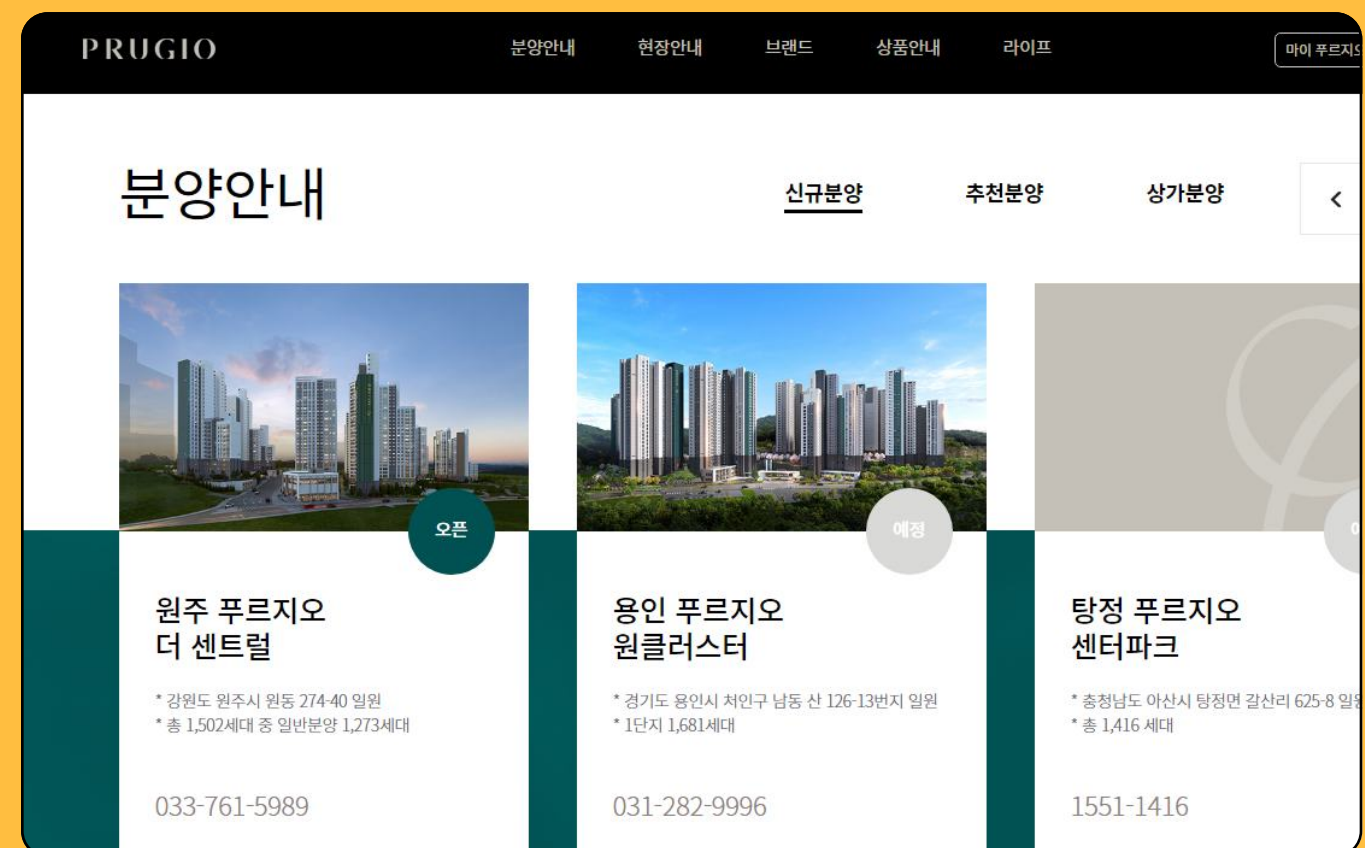 PRUGIO
분양안내 현장안내 브랜드 상품안내 라이프
마이 푸르지오
분양안내
신규분양 추천분양 상가분양
오픈
예정
원주 푸르지오
더 센트럴
* 강원도 원주시 원동 274-40 일원
* 총 1,502세대 중 일반분양 1,273세대
033-761-5989
용인 푸르지오
원클러스터
* 경기도 용인시 처인구 남동 산 126-13번지 일원
* 1단지 1,681세대
031-282-9996
탕정 푸르지오
센터파크
* 충청남도 아산시 탕정면 갈산리 625-8 일원
* 총 1,416 세대
1551-1416